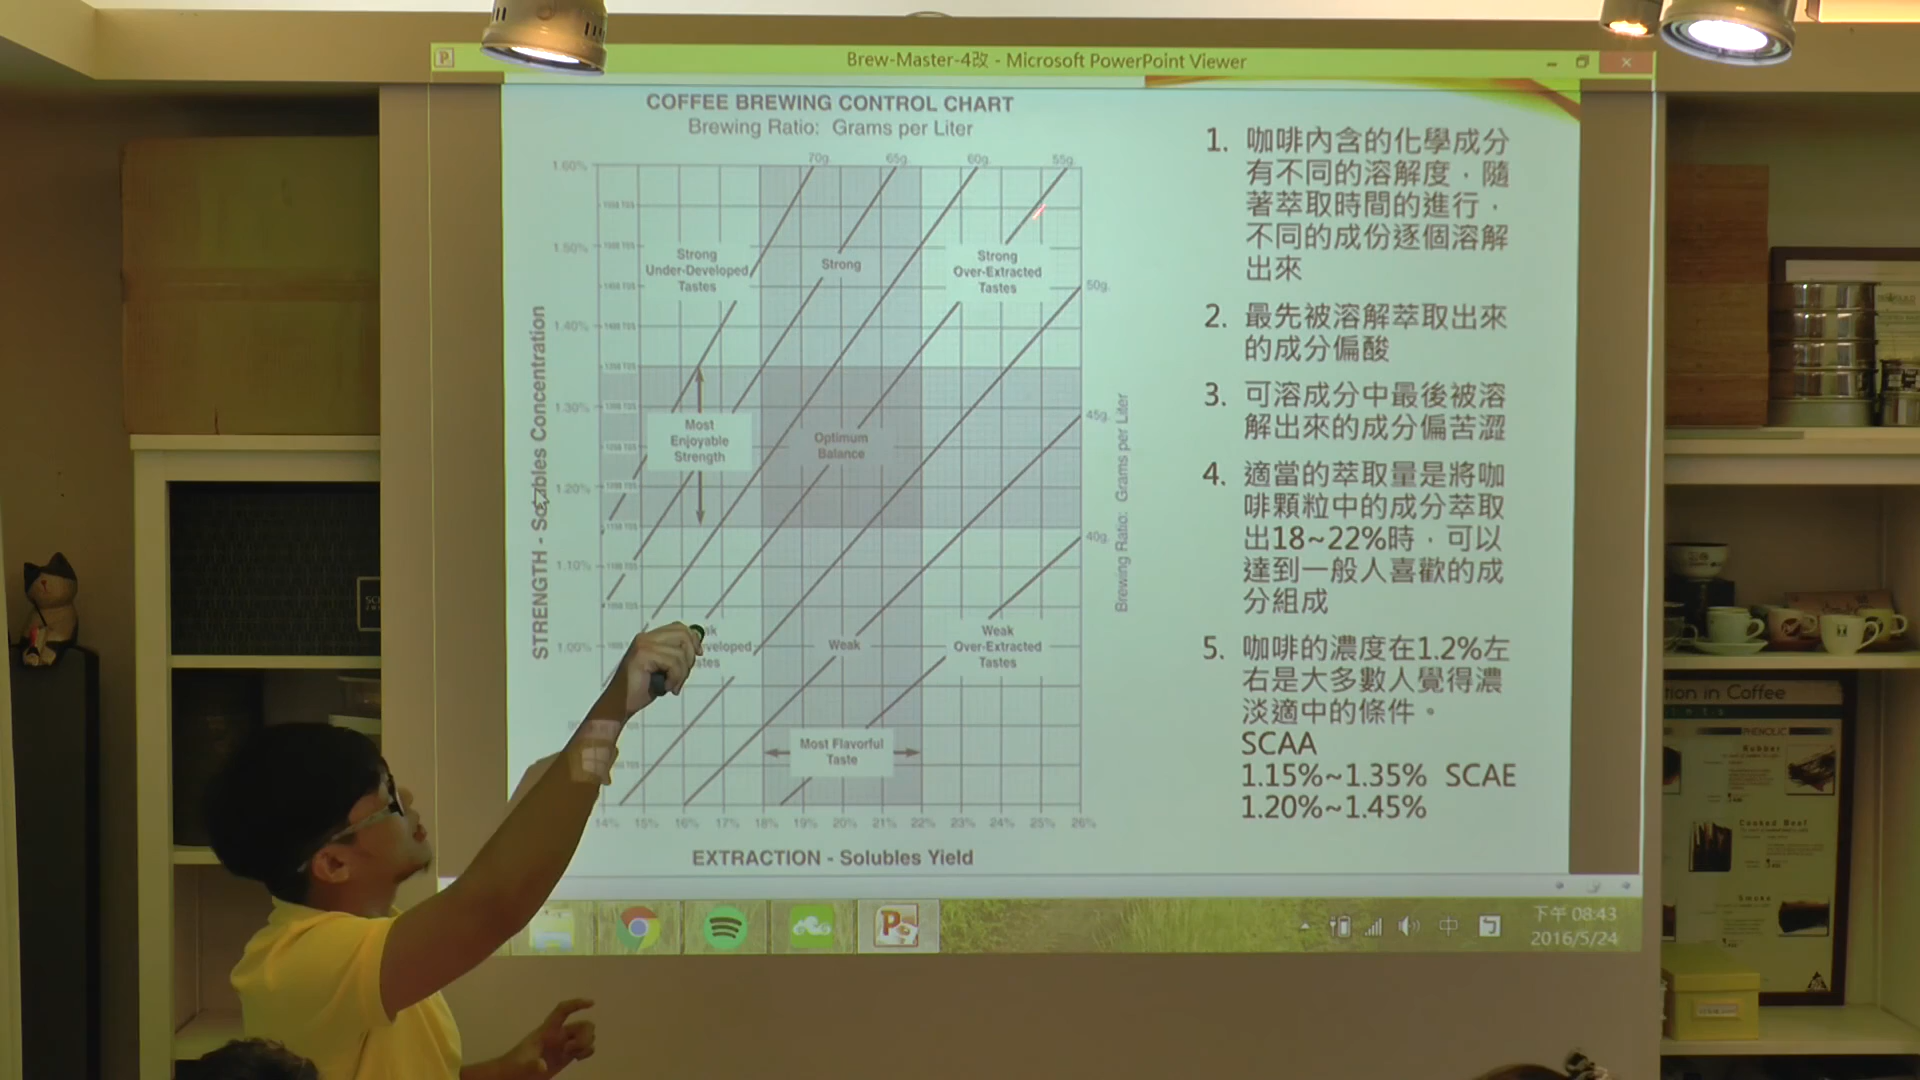 Brew-Master-4改 - Microsoft PowerPoint Viewer
COFFEE BREWING CONTROL CHART
Brewing Ratio: Grams per Liter
70g. 65g. 60g. 55g.
1.60%
1.50%
1.40%
1.30%
1.20%
1.10%
1.00%
STRENGTH - Solubles Concentration
Strong
Under-Developed
Tastes
Strong
Strong
Over-Extracted
Tastes
50g.
45g.
40g.
Most
Enjoyable
Strength
Optimum
Balance
Brewing Ratio: Grams per Liter
Weak
Weak
Over-Extracted
Tastes
Most Flavorful
Taste
14% 15% 16% 17% 18% 19% 20% 21% 22% 23% 24% 25% 26%
EXTRACTION - Solubles Yield
1. 咖啡內含的化學成分
有不同的溶解度，隨
著萃取時間的進行，
不同的成份逐個溶解
出來
2. 最先被溶解萃取出來
的成分偏酸
3. 可溶成分中最後被溶
解出來的成分偏苦澀
4. 適當的萃取量是將咖
啡顆粒中的成分萃取
出18~22%時，可以
達到一般人喜歡的成
分組成
5. 咖啡的濃度在1.2%左
右是大多數人覺得濃
淡適中的條件。
SCAA
1.15%~1.35% SCAE
1.20%~1.45%
中
下午 08:43
2016/5/24
tion in Coffee
PHENOLIC
Rubber
Cooked Beef
Smoke